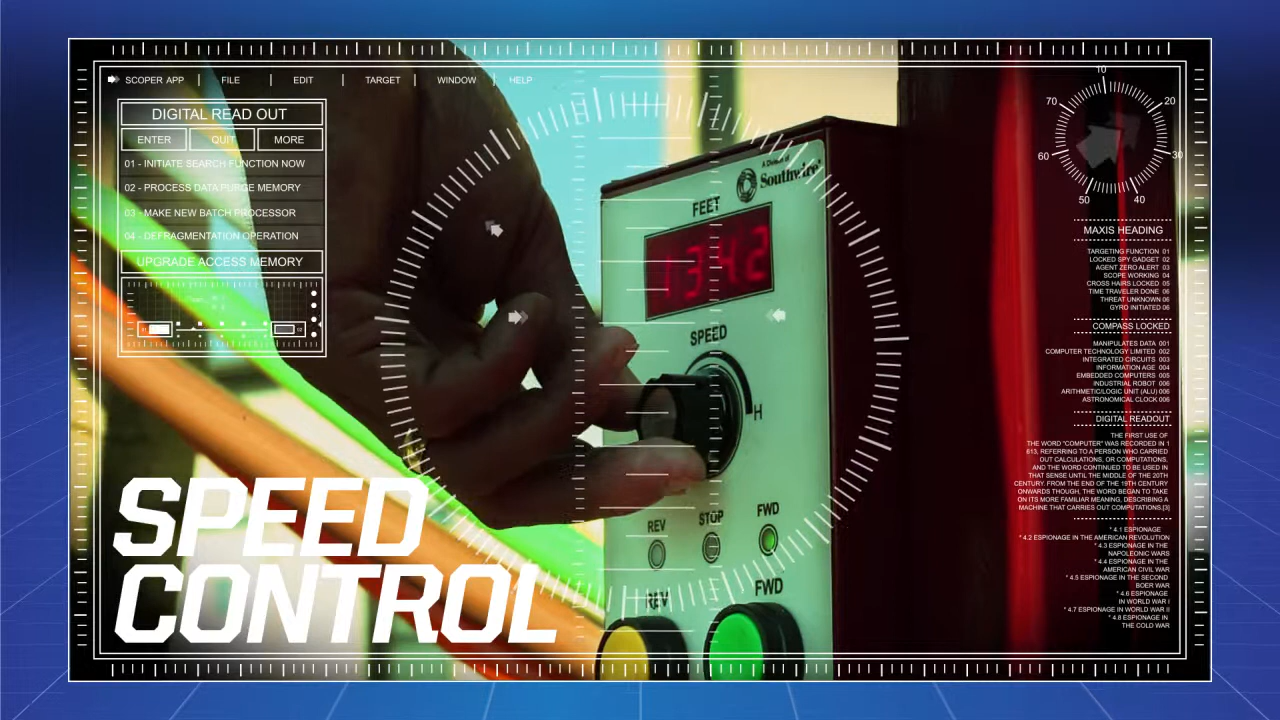 SCOPER APP
FILE
EDIT
TARGET
WINDOW
HELP
DIGITAL READ OUT
ENTER
QUIT
MORE
01 - INITIATE SEARCH FUNCTION NOW
02 - PROCESS DATA PURGE MEMORY
03 - MAKE NEW BATCH PROCESSOR
04 - DEFRAGMENTATION OPERATION
UPGRADE ACCESS MEMORY
01
02
A Division of
Southwire
FEET
SPEED
H
REV
STOP
FWD
REV
FWD
SPEED
CONTROL
10
20
30
40
50
60
70
MAXIS HEADING
TARGETING FUNCTION 01
LOCKED SPY GADGET 02
AGENT ZERO ALERT 03
SCOPE WORKING 04
CROSS HAIRS LOCKED 05
TIME TRAVELER DONE 06
THREAT UNKNOWN 06
GYRO INITIATED 06
COMPASS LOCKED
MANIPULATES DATA 001
COMPUTER TECHNOLOGY LIMITED 002
INTEGRATED CIRCUITS 003
INFORMATION AGE 004
EMBEDDED COMPUTERS 005
INDUSTRIAL ROBOT 006
ARITHMETIC/LOGIC UNIT (ALU) 006
ASTRONOMICAL CLOCK 006
DIGITAL READOUT
THE FIRST USE OF
THE WORD "COMPUTER" WAS RECORDED IN 1
613, REFERRING TO A PERSON WHO CARRIED
OUT CALCULATIONS, OR COMPUTATIONS,
AND THE WORD CONTINUED TO BE USED IN
THAT SENSE UNTIL THE MIDDLE OF THE 20TH
CENTURY. FROM THE END OF THE 19TH CENTURY
ONWARDS THOUGH, THE WORD BEGAN TO TAKE
ON ITS MORE FAMILIAR MEANING, DESCRIBING A
MACHINE THAT CARRIES OUT COMPUTATIONS.[3]
* 4.1 ESPIONAGE
* 4.2 ESPIONAGE IN THE AMERICAN REVOLUTION
* 4.3 ESPIONAGE IN THE
NAPOLEONIC WARS
* 4.4 ESPIONAGE IN THE
AMERICAN CIVIL WAR
* 4.5 ESPIONAGE IN THE SECOND
BOER WAR
* 4.6 ESPIONAGE
IN WORLD WAR I
* 4.7 ESPIONAGE IN WORLD WAR II
* 4.8 ESPIONAGE IN
THE COLD WAR